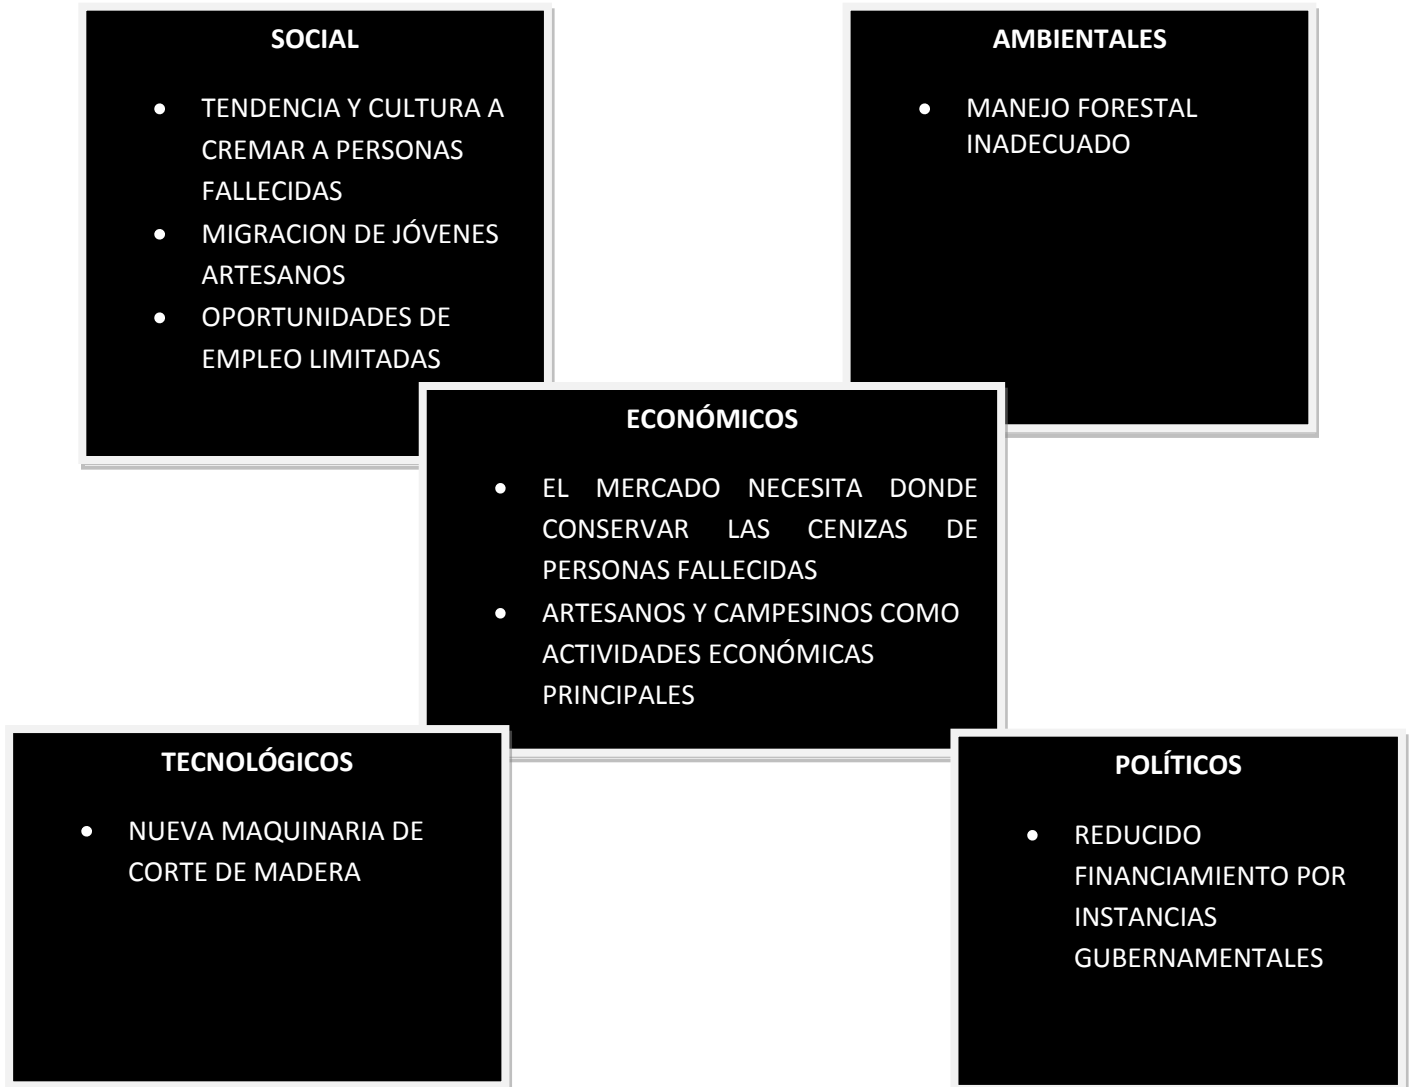 SOCIAL
• TENDENCIA Y CULTURA A
CREMAR A PERSONAS
FALLECIDAS
• MIGRACION DE JÓVENES
ARTESANOS
• OPORTUNIDADES DE
EMPLEO LIMITADAS
AMBIENTALES
• MANEJO FORESTAL
INADECUADO
ECONÓMICOS
• EL MERCADO NECESITA DONDE
CONSERVAR LAS CENIZAS DE
PERSONAS FALLECIDAS
• ARTESANOS Y CAMPESINOS COMO
ACTIVIDADES ECONÓMICAS
PRINCIPALES
TECNOLÓGICOS
• NUEVA MAQUINARIA DE
CORTE DE MADERA
POLÍTICOS
• REDUCIDO
FINANCIAMIENTO POR
INSTANCIAS
GUBERNAMENTALES